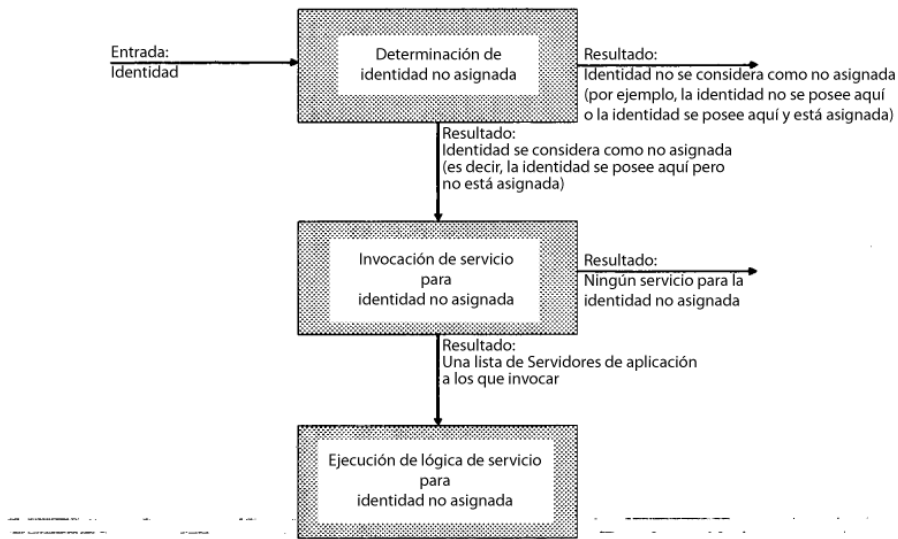 Entrada:
Identidad
Determinación de
identidad no asignada
Resultado:
Identidad no se considera como no asignada
(por ejemplo, la identidad no se posee aquí
o la identidad se posee aquí y está asignada)
Resultado:
Identidad se considera como no asignada
(es decir, la identidad se posee aquí pero
no está asignada)
Invocación de servicio
para
identidad no asignada
Resultado:
Ningún servicio para la
identidad no asignada
Resultado:
Una lista de Servidores de aplicación
a los que invocar
Ejecución de lógica de servicio
para
identidad no asignada